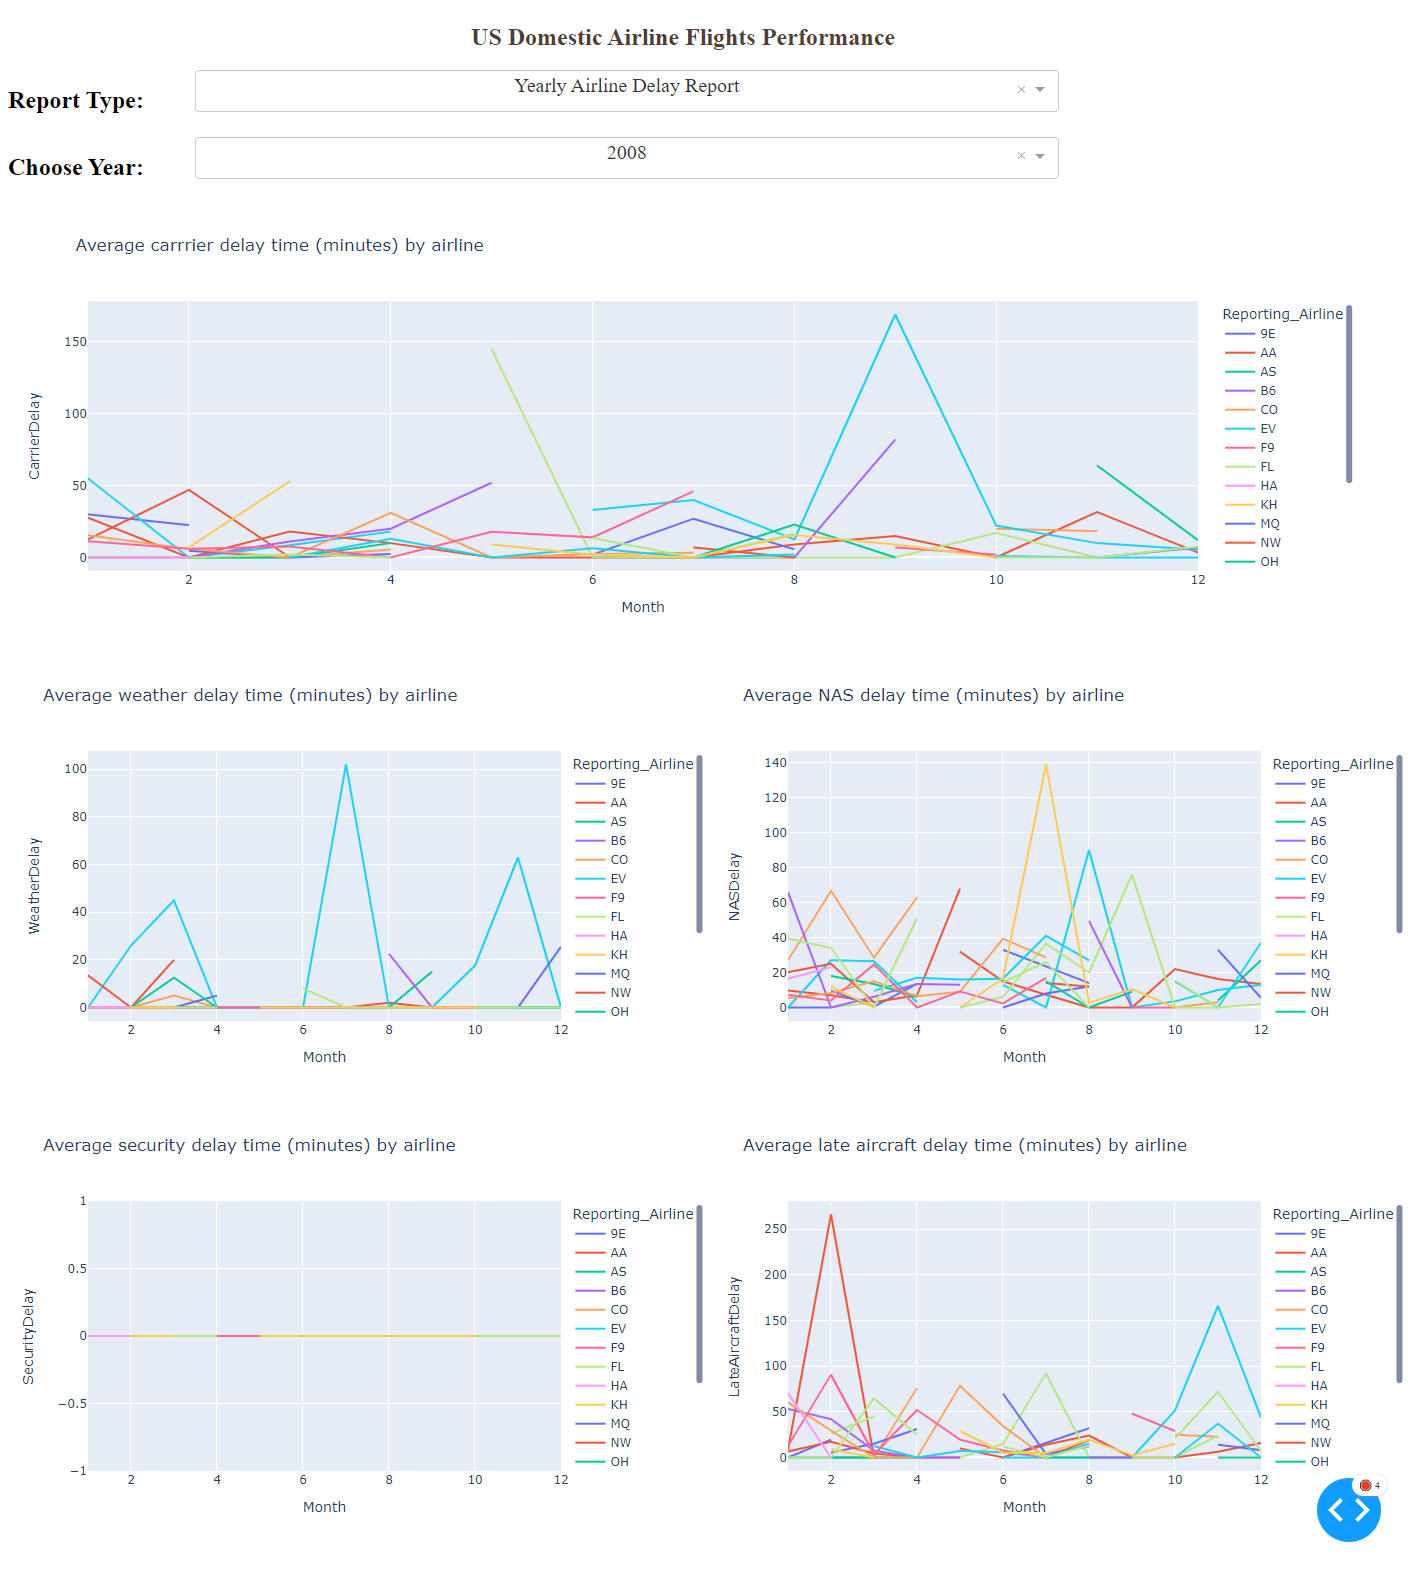 US Domestic Airline Flights Performance
Report Type:
Yearly Airline Delay Report
×
Choose Year:
2008
×
Average carrrier delay time (minutes) by airline
CarrierDelay
150
100
50
0
2 4 6 8 10 12
Month
Reporting_Airline
9E
AA
AS
B6
CO
EV
F9
FL
HA
KH
MQ
NW
OH
Average weather delay time (minutes) by airline
WeatherDelay
100
80
60
40
20
0
2 4 6 8 10 12
Month
Reporting_Airline
9E
AA
AS
B6
CO
EV
F9
FL
HA
KH
MQ
NW
OH
Average NAS delay time (minutes) by airline
NASDelay
140
120
100
80
60
40
20
0
2 4 6 8 10 12
Month
Reporting_Airline
9E
AA
AS
B6
CO
EV
F9
FL
HA
KH
MQ
NW
OH
Average security delay time (minutes) by airline
SecurityDelay
1
0.5
0
−0.5
−1
2 4 6 8 10 12
Month
Reporting_Airline
9E
AA
AS
B6
CO
EV
F9
FL
HA
KH
MQ
NW
OH
Average late aircraft delay time (minutes) by airline
LateAircraftDelay
250
200
150
100
50
0
2 4 6 8 10 12
Month
Reporting_Airline
9E
AA
AS
B6
CO
EV
F9
FL
HA
KH
MQ
NW
OH
4